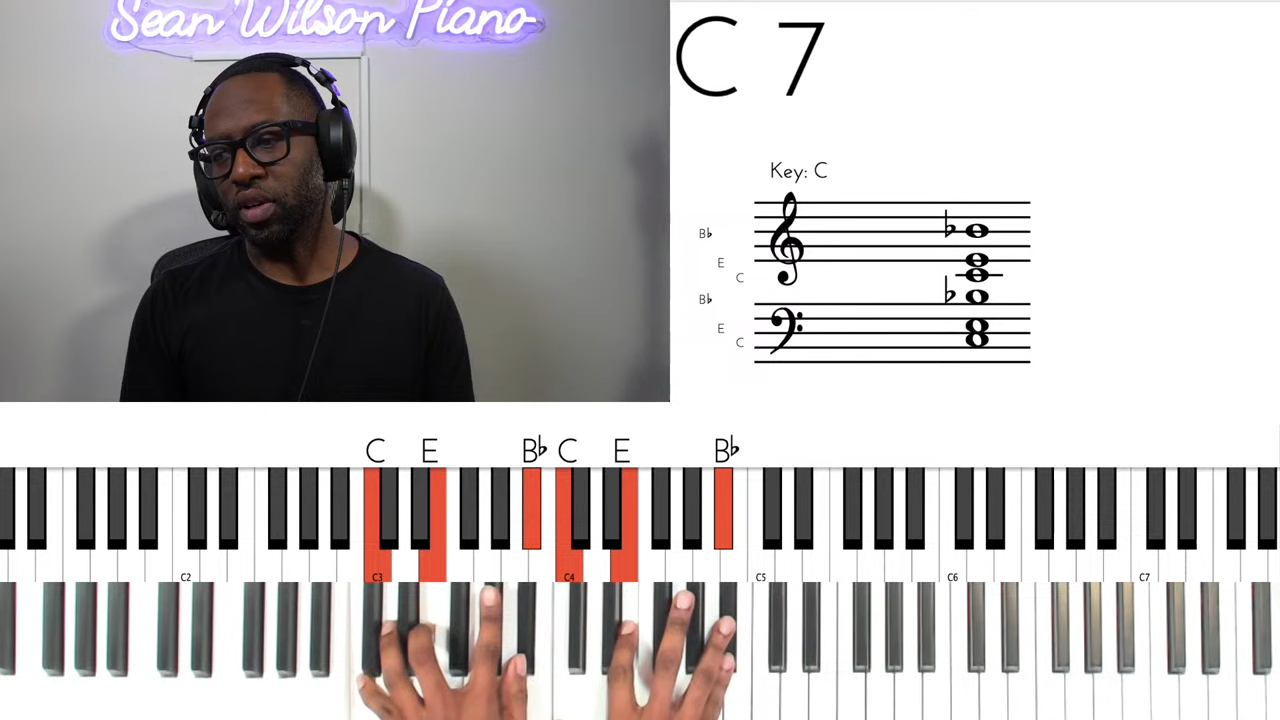 Sean Wilson Piano
C 7
Key: C
B♭
E
C
B♭
E
C
C E B♭ C E B♭
C2 C3 C4 C5 C6 C7